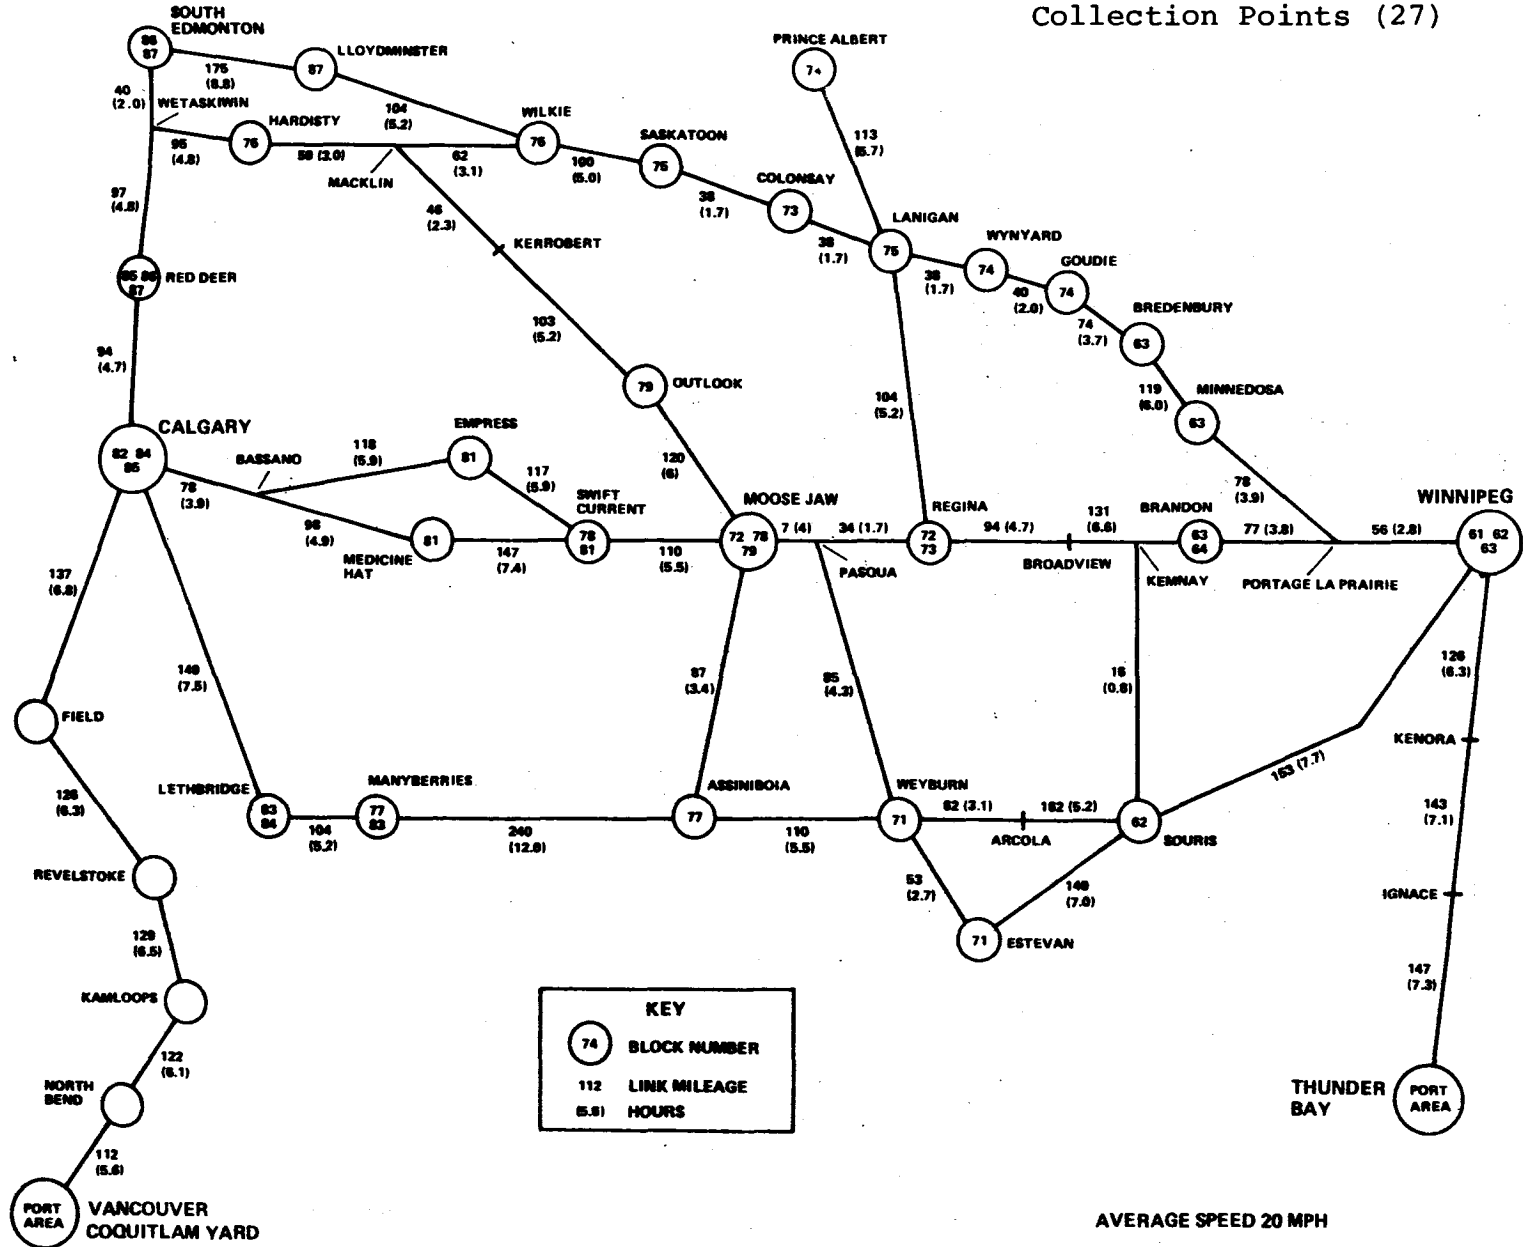 Collection Points (27)
SOUTH
EDMONTON
86
87
175
(8.8)
LLOYDMINSTER
87
PRINCE ALBERT
74
40
(2.0)
WETASKIWIN
104
(5.2)
HARDISTY
76
95
(4.8)
59 (3.0)
MACKLIN
62
(3.1)
WILKIE
76
100
(5.0)
SASKATOON
75
38
(1.7)
COLONSAY
73
38
(1.7)
113
(5.7)
LANIGAN
75
38
(1.7)
WYNYARD
74
40
(2.0)
GOUDIE
74
74
(3.7)
BREDENBURY
63
119
(6.0)
MINNEDOSA
63
78
(3.9)
97
(4.8)
46
(2.3)
KERROBERT
85 86
87
RED DEER
94
(4.7)
103
(5.2)
79
OUTLOOK
120
(6)
104
(5.2)
CALGARY
82 84
85
BASSANO
78
(3.9)
118
(5.9)
EMPRESS
81
117
(5.9)
98
(4.9)
MEDICINE
HAT
81
147
(7.4)
SWIFT
CURRENT
78
81
110
(5.5)
MOOSE JAW
72 78
79
7 (4)
PASQUA
34 (1.7)
REGINA
72
73
94 (4.7)
BROADVIEW
131
(6.6)
KEMNAY
BRANDON
63
64
77 (3.8)
PORTAGE LA PRAIRIE
56 (2.8)
WINNIPEG
61 62
63
137
(6.8)
149
(7.5)
87
(3.4)
85
(4.3)
16
(0.8)
153 (7.7)
126
(6.3)
KENORA
143
(7.1)
IGNACE
147
(7.3)
FIELD
126
(6.3)
LETHBRIDGE
83
84
104
(5.2)
MANYBERRIES
77
83
240
(12.0)
ASSINIBOIA
77
110
(5.5)
WEYBURN
71
62 (3.1)
ARCOLA
162 (5.2)
62
SOURIS
53
(2.7)
140
(7.0)
71
ESTEVAN
REVELSTOKE
129
(6.5)
KAMLOOPS
122
(6.1)
NORTH
BEND
112
(5.6)
PORT
AREA
VANCOUVER
COQUITLAM YARD
KEY
74
BLOCK NUMBER
112
LINK MILEAGE
(5.6)
HOURS
THUNDER
BAY
PORT
AREA
AVERAGE SPEED 20 MPH